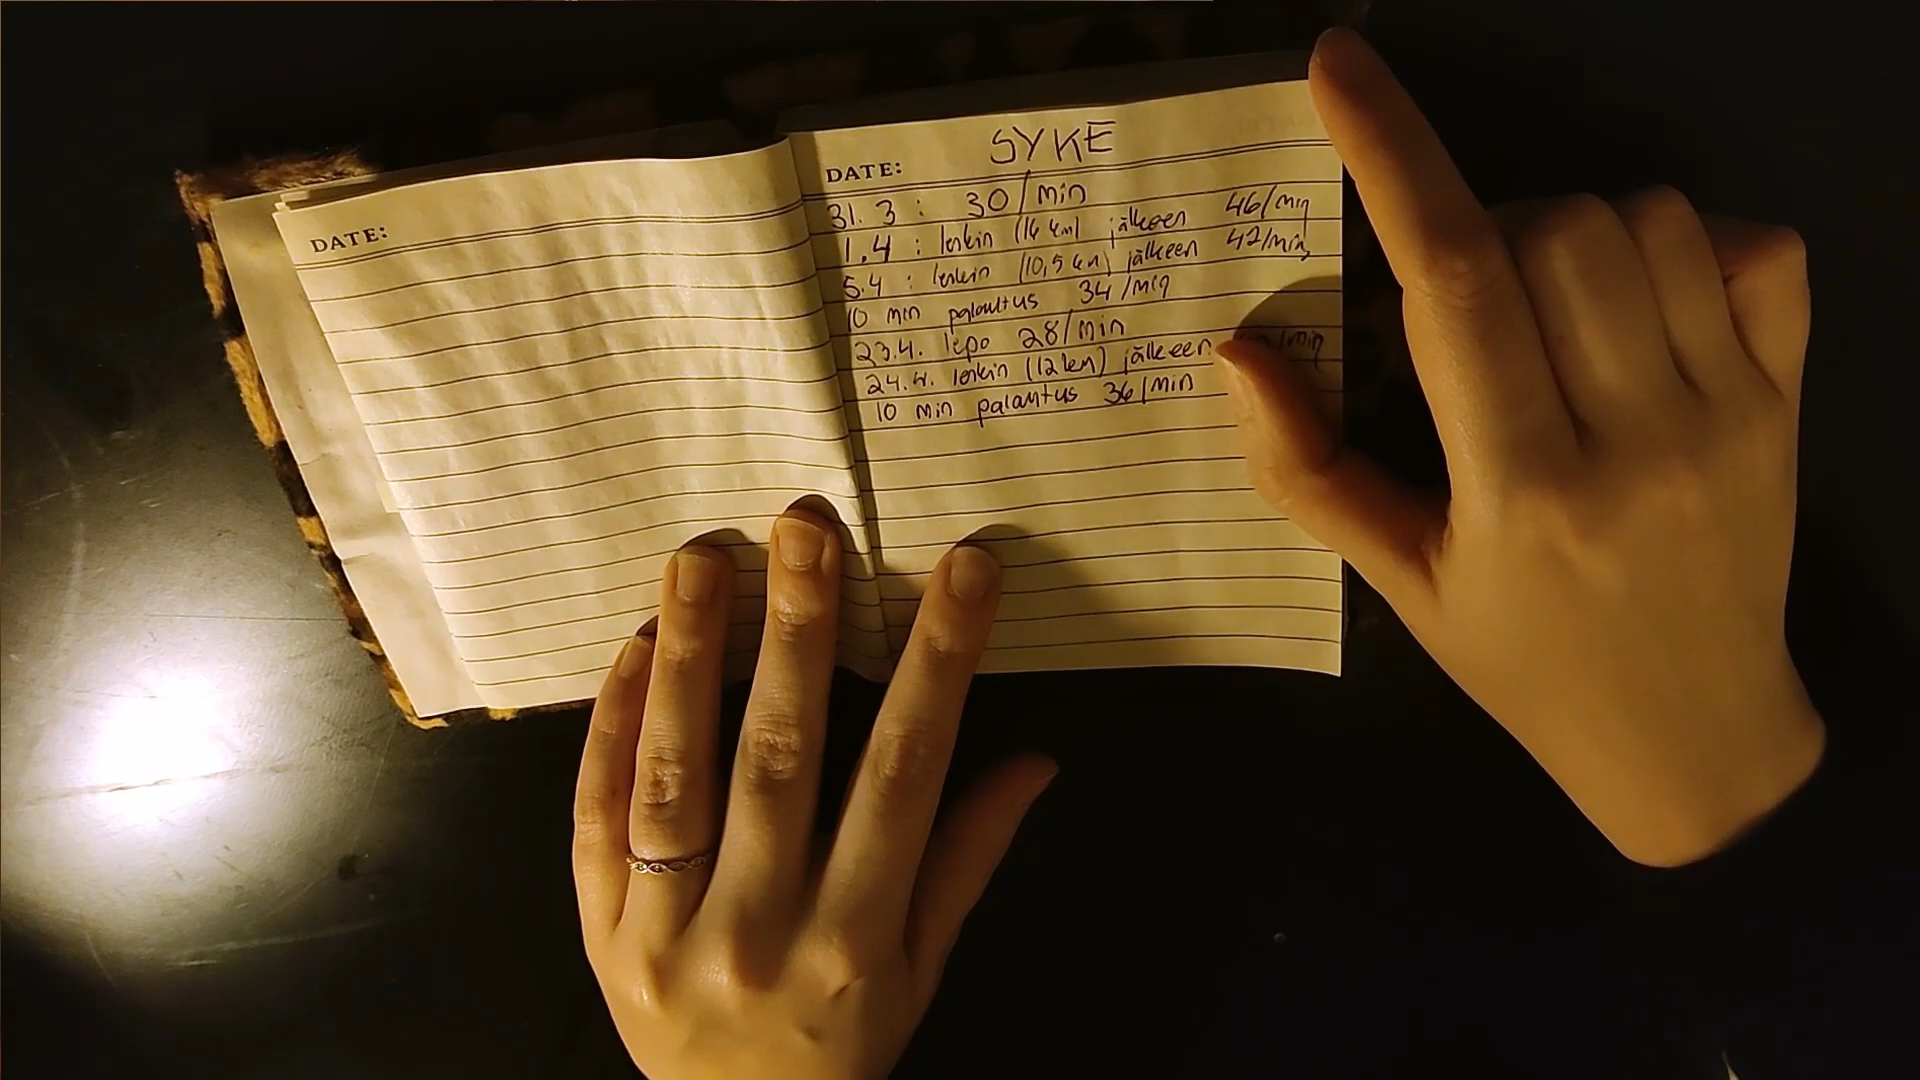 DATE:
DATE:
SYKE
31.3 : 30/min
1.4 : lenkin (16 km) jälkeen 46/min
5.4 : lenkin (10,5 km) jälkeen 42/min,
10 min palautus 34/min
23.4. lepo 28/min
24.4. lenkin (12 km) jälkeen /min
10 min palautus 36/min